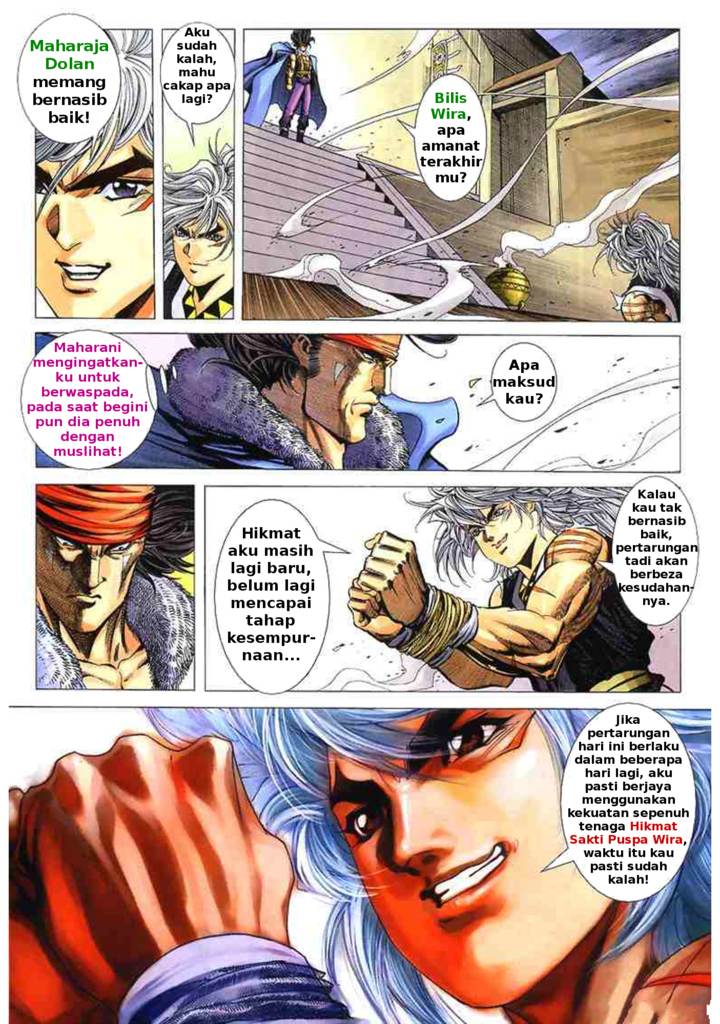 Maharaja
Dolan
memang
bernasib
baik!
Aku
sudah
kalah,
mahu
cakap apa
lagi?
Bilis
Wira,
apa
amanat
terakhir
mu?
Maharani
mengingatkan-
ku untuk
berwaspada,
pada saat begini
pun dia penuh
dengan
muslihat!
Apa
maksud
kau?
Hikmat
aku masih
lagi baru,
belum lagi
mencapai
tahap
kesempur-
naan...
Kalau
kau tak
bernasib
baik,
pertarungan
tadi akan
berbeza
kesudahan-
nya.
Jika
pertarungan
hari ini berlaku
dalam beberapa
hari lagi, aku
pasti berjaya
menggunakan
kekuatan sepenuh
tenaga Hikmat
Sakti Puspa Wira,
waktu itu kau
pasti sudah
kalah!